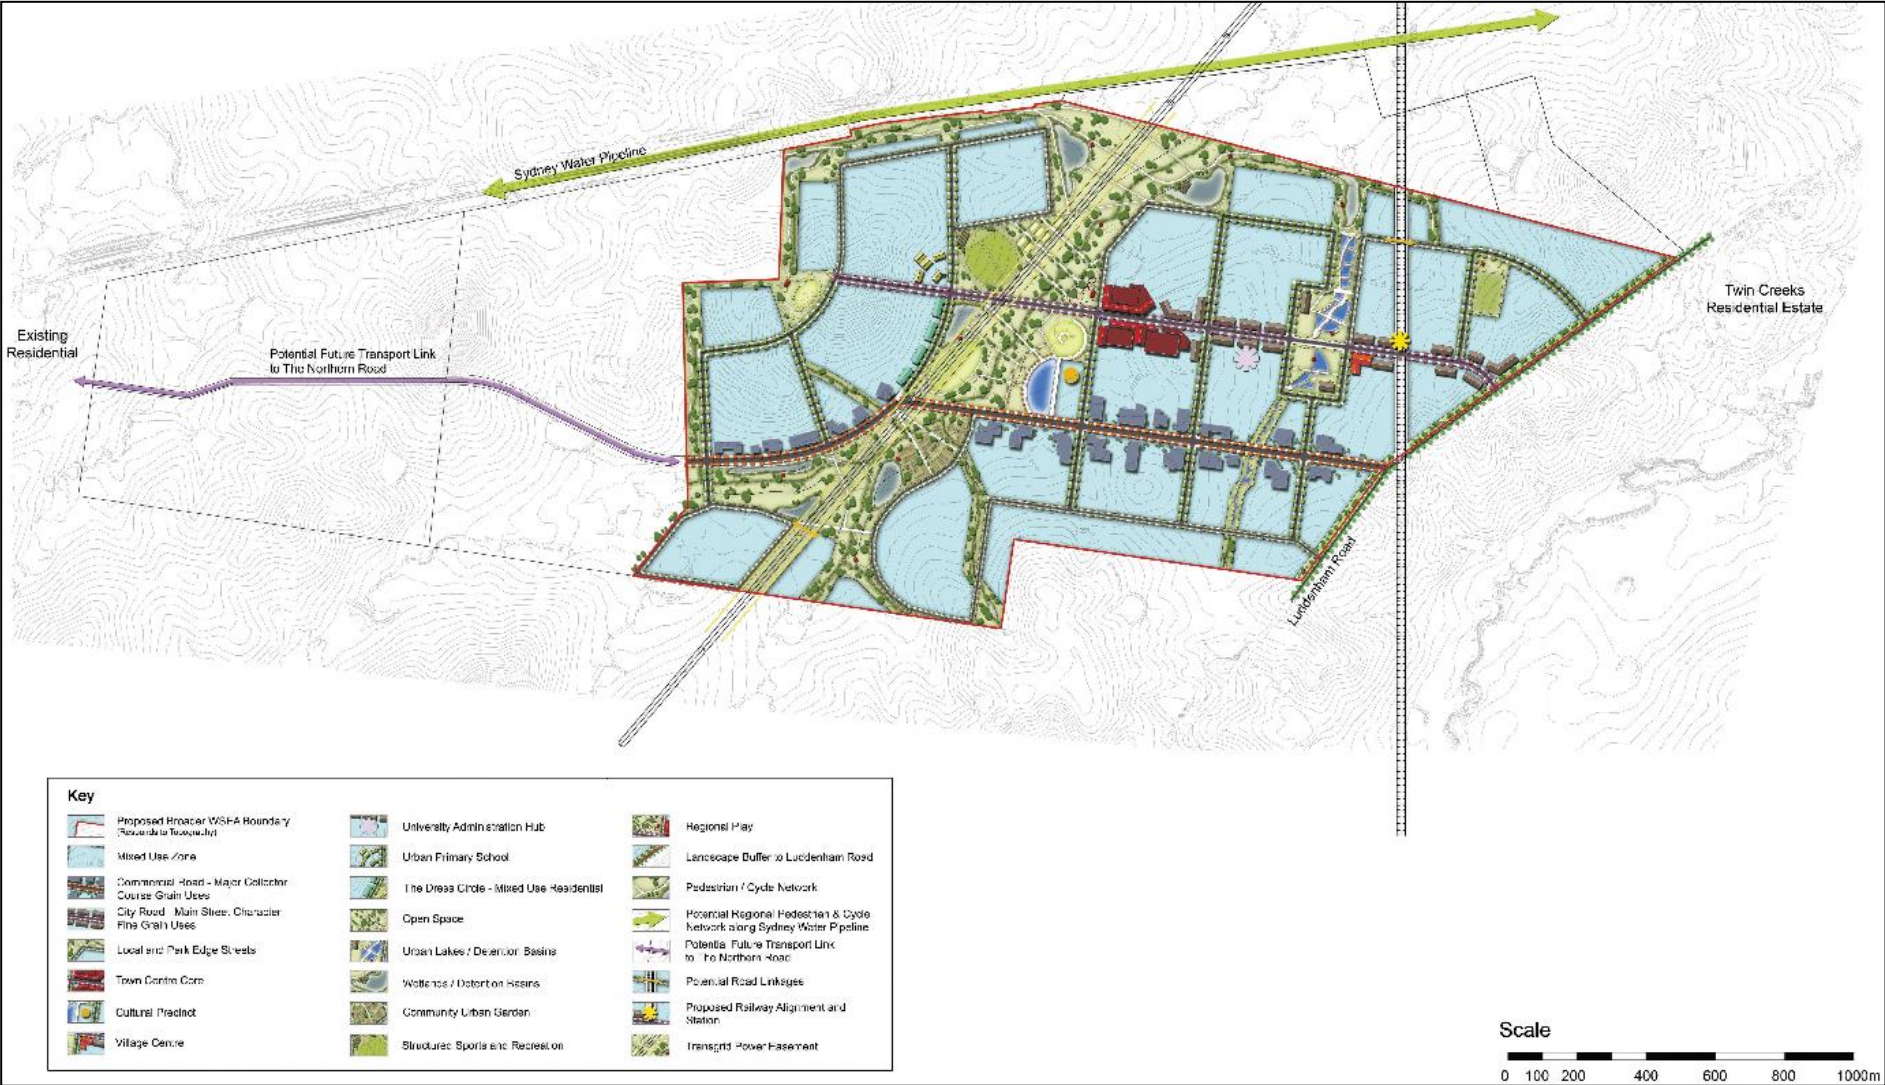 Sydney Water Pipeline
Twin Creeks
Residential Estate
Existing
Residential
Potential Future Transport Link
to The Northern Road
Luddenham Road
Key
Proposed Broader WSEA Boundary
(Responds to Topography)
Mixed Use Zone
Commercial Road - Major Collector
Course Grain Uses
City Road - Main Street Character
Fine Grain Uses
Local and Park Edge Streets
Town Centre Core
Cultural Precinct
Village Centre
University Administration Hub
Urban Primary School
The Dress Circle - Mixed Use Residential
Open Space
Urban Lakes / Detention Basins
Wetlands / Detention Basins
Community Urban Garden
Structured Sports and Recreation
Regional Play
Landscape Buffer to Luddenham Road
Pedestrian / Cycle Network
Potential Regional Pedestrian & Cycle
Network along Sydney Water Pipeline
Potential Future Transport Link
to The Northern Road
Potential Road Linkages
Proposed Railway Alignment and
Station
Transgrid Power Easement
Scale
0 100 200 400 600 800 1000m